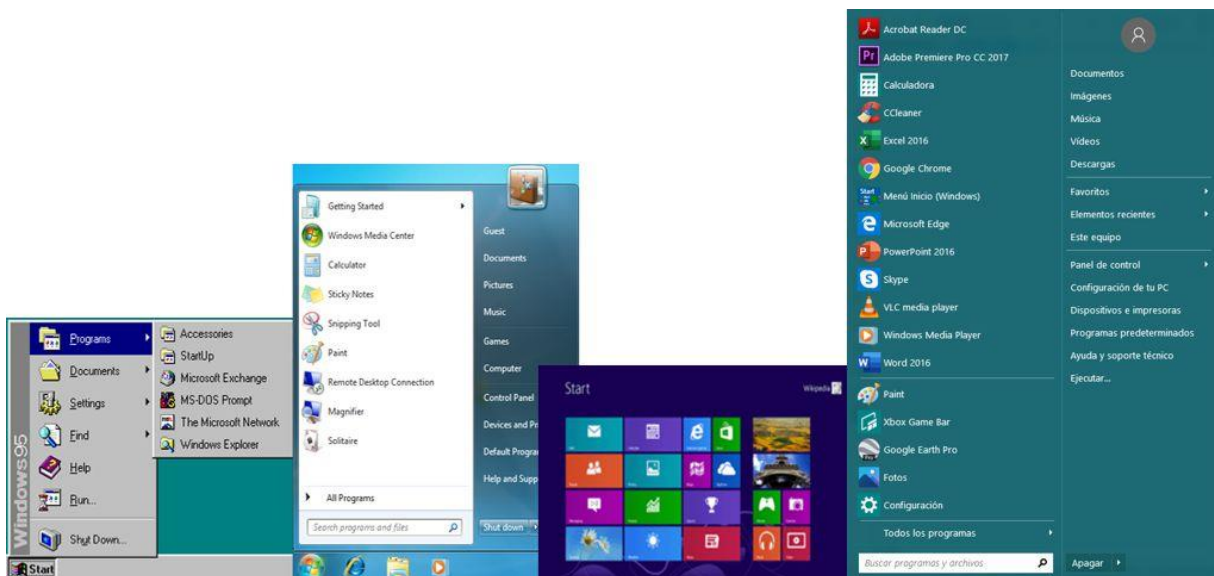 Programs
Documents
Settings
Find
Help
Run...
Shut Down...
Windows95
Start
Accessories
StartUp
Microsoft Exchange
MS-DOS Prompt
The Microsoft Network
Windows Explorer
Getting Started
Windows Media Center
Calculator
Sticky Notes
Snipping Tool
Paint
Remote Desktop Connection
Magnifier
Solitaire
All Programs
Search programs and files
Guest
Documents
Pictures
Music
Games
Computer
Control Panel
Devices and Pr
Default Progra
Help and Supp
Shut down
Start
Wikipedia
Acrobat Reader DC
Adobe Premiere Pro CC 2017
Calculadora
CCleaner
Excel 2016
Google Chrome
Menú Inicio (Windows)
Microsoft Edge
PowerPoint 2016
Skype
VLC media player
Windows Media Player
Word 2016
Paint
Xbox Game Bar
Google Earth Pro
Fotos
Configuración
Todos los programas
Buscar programas y archivos
Documentos
Imágenes
Música
Vídeos
Descargas
Favoritos
Elementos recientes
Este equipo
Panel de control
Configuración de tu PC
Dispositivos e impresoras
Programas predeterminados
Ayuda y soporte técnico
Ejecutar...
Apagar